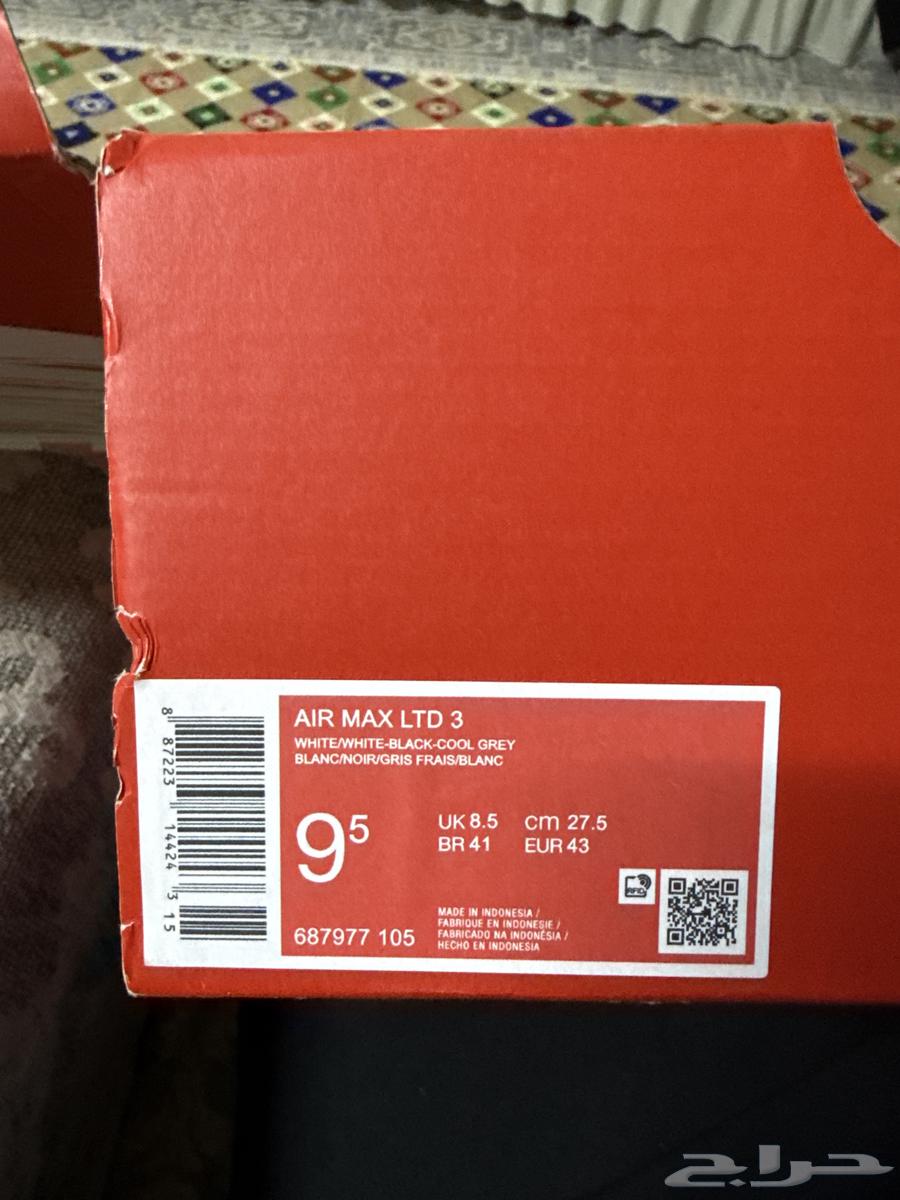 AIR MAX LTD 3
WHITE/WHITE-BLACK-COOL GREY
BLANC/NOIR/GRIS FRAIS/BLANC
9⁵
UK 8.5 cm 27.5
BR 41 EUR 43
687977 105
MADE IN INDONESIA /
FABRIQUE EN INDONESIE /
FABRICADO NA INDONÉSIA /
HECHO EN INDONESIA
RFID
8 87223 14424 3 15
حراج